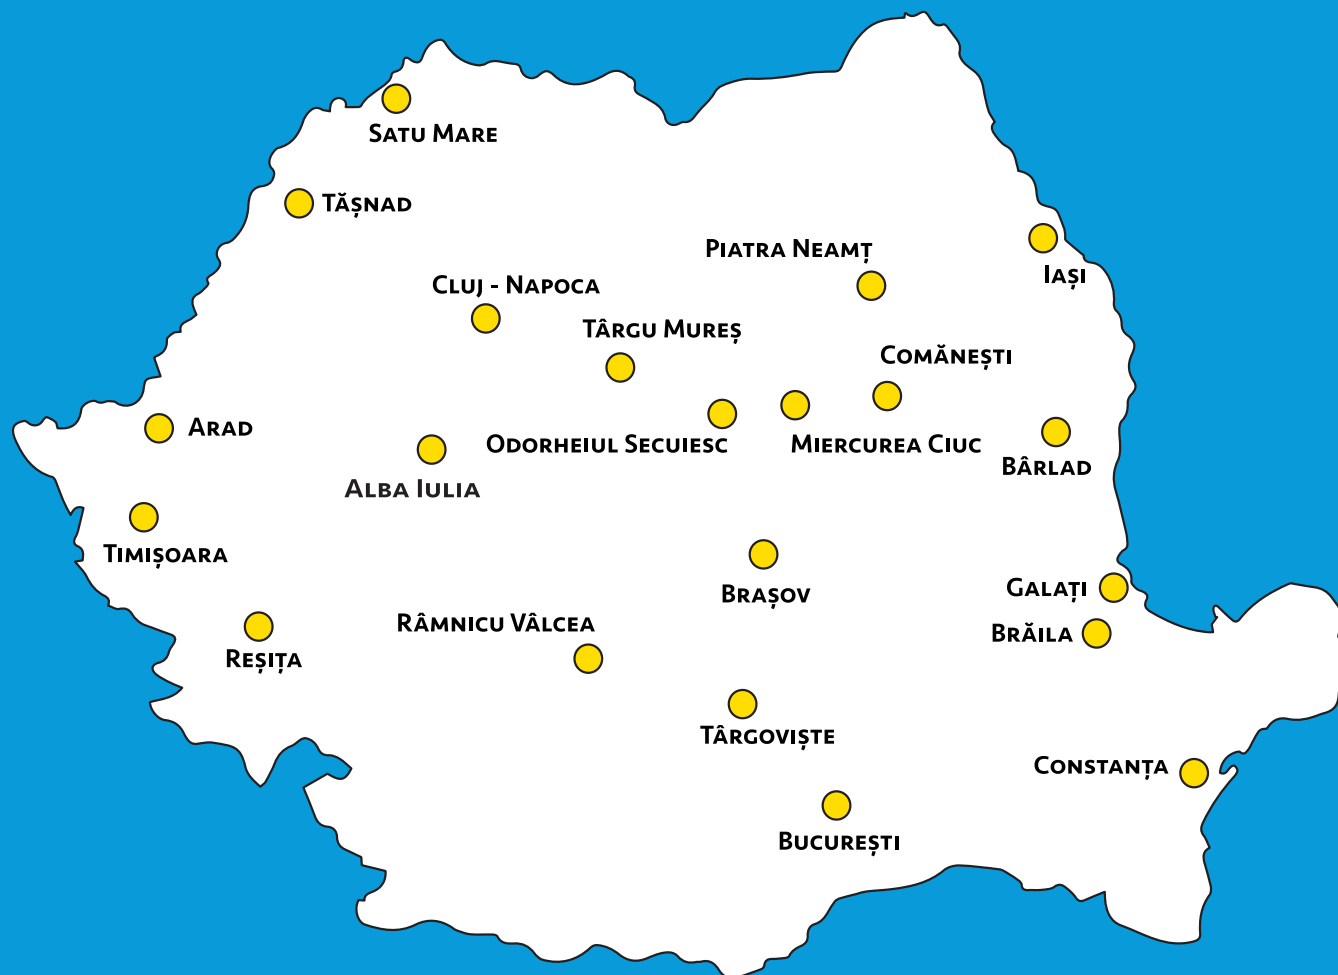 Satu Mare
Tășnad
Piatra Neamț
Iași
Cluj - Napoca
Târgu Mureș
Comănești
Arad
Odorheiul Secuiesc
Miercurea Ciuc
Bârlad
Alba Iulia
Timișoara
Brașov
Galați
Râmnicu Vâlcea
Brăila
Reșița
Târgoviște
Constanța
București